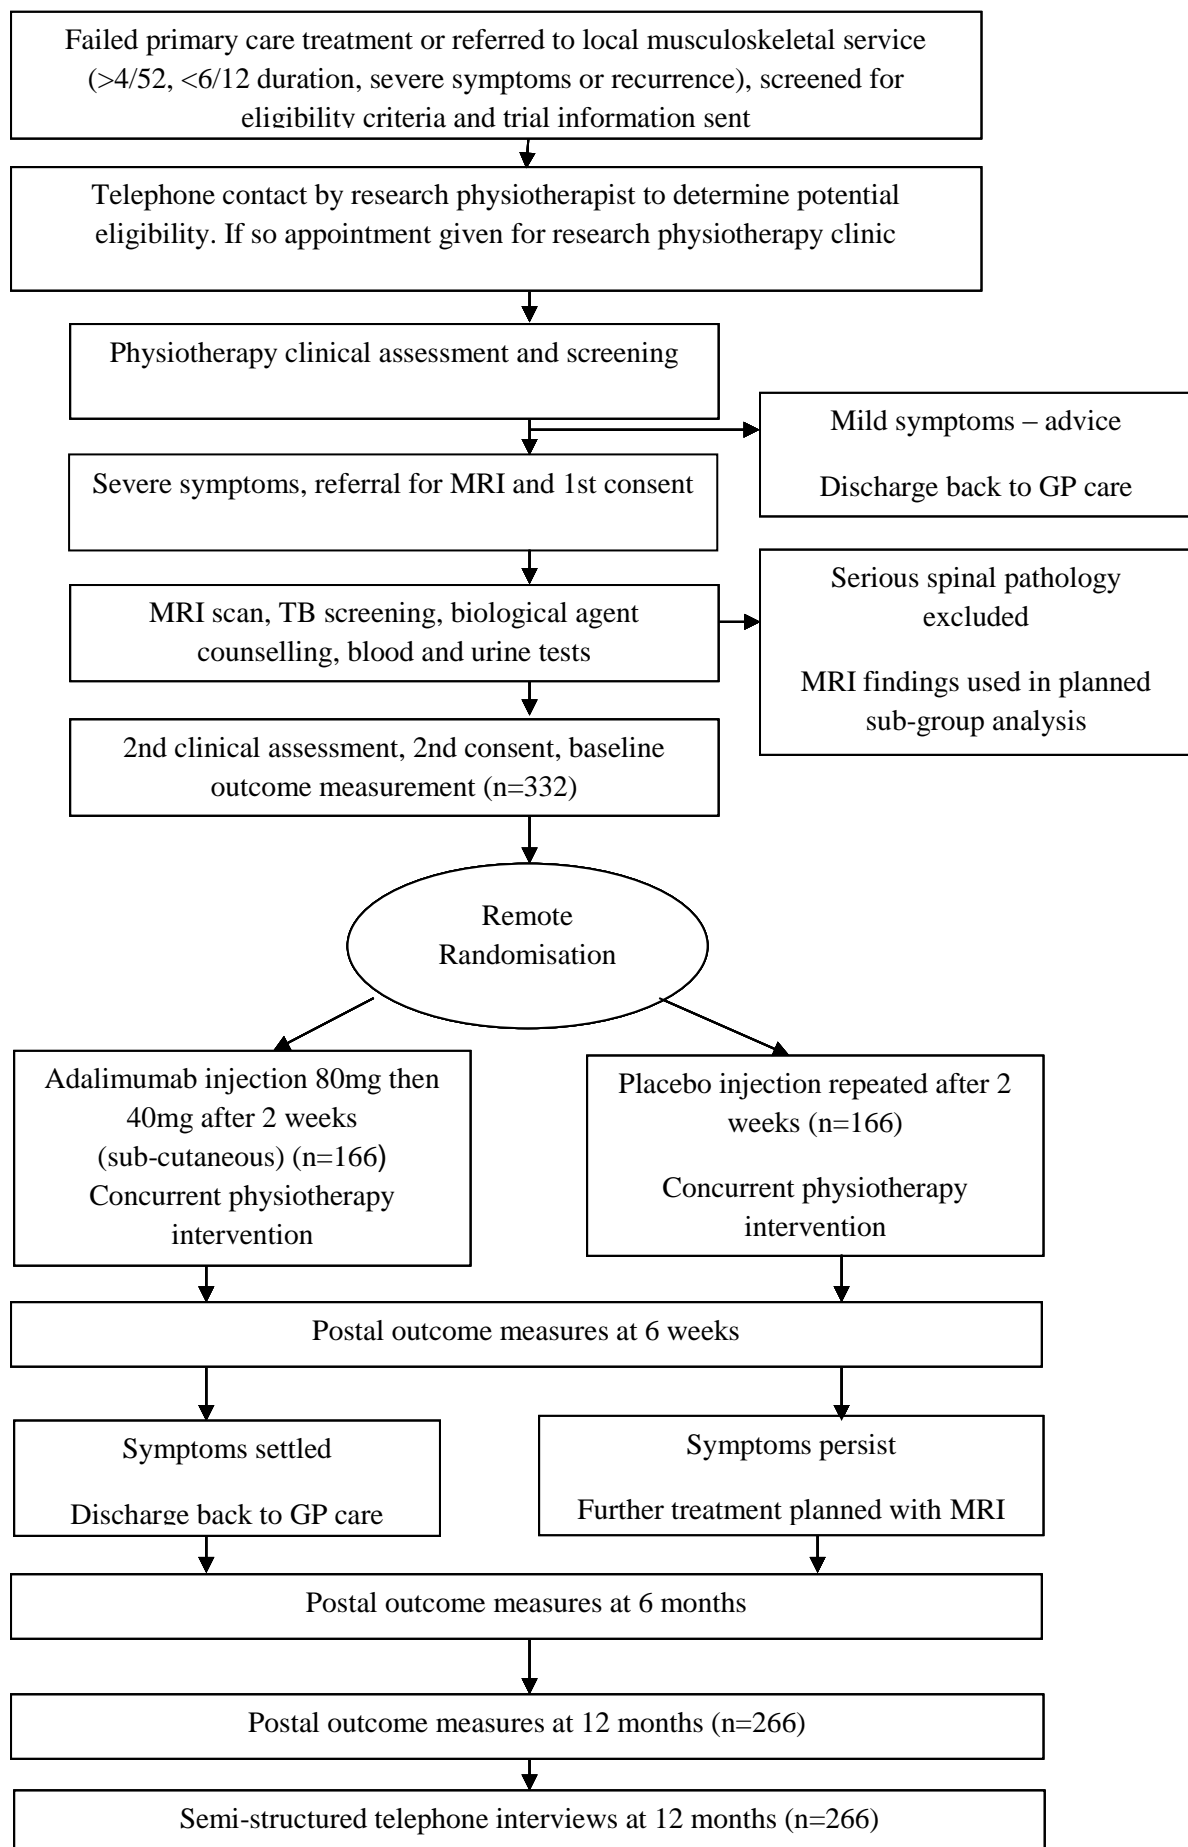 Failed primary care treatment or referred to local musculoskeletal service
(>4/52, <6/12 duration, severe symptoms or recurrence), screened for
eligibility criteria and trial information sent
Telephone contact by research physiotherapist to determine potential
eligibility. If so appointment given for research physiotherapy clinic
Physiotherapy clinical assessment and screening
Mild symptoms – advice
Discharge back to GP care
Severe symptoms, referral for MRI and 1st consent
Serious spinal pathology
excluded
MRI findings used in planned
sub-group analysis
MRI scan, TB screening, biological agent
counselling, blood and urine tests
2nd clinical assessment, 2nd consent, baseline
outcome measurement (n=332)
Remote
Randomisation
Adalimumab injection 80mg then
40mg after 2 weeks
(sub-cutaneous) (n=166)
Concurrent physiotherapy
intervention
Placebo injection repeated after 2
weeks (n=166)
Concurrent physiotherapy
intervention
Postal outcome measures at 6 weeks
Symptoms settled
Discharge back to GP care
Symptoms persist
Further treatment planned with MRI
Postal outcome measures at 6 months
Postal outcome measures at 12 months (n=266)
Semi-structured telephone interviews at 12 months (n=266)